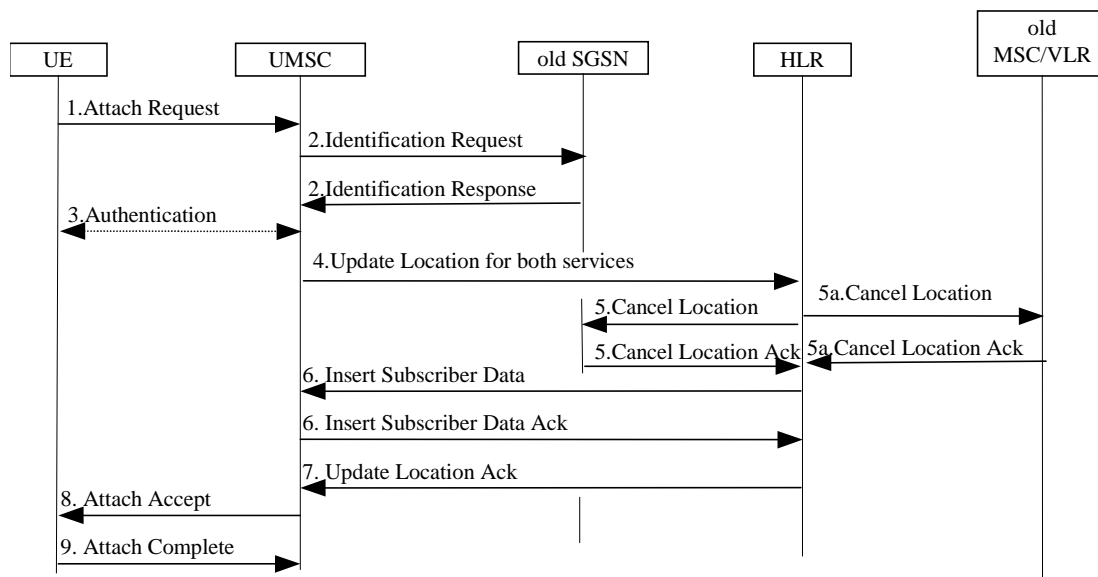 old
MSC/VLR
UE
UMSC
old SGSN
HLR
1.Attach Request
2.Identification Request
2.Identification Response
3.Authentication
4.Update Location for both services
5a.Cancel Location
5.Cancel Location
5.Cancel Location Ack
5a.Cancel Location Ack
6. Insert Subscriber Data
6. Insert Subscriber Data Ack
7. Update Location Ack
8. Attach Accept
9. Attach Complete